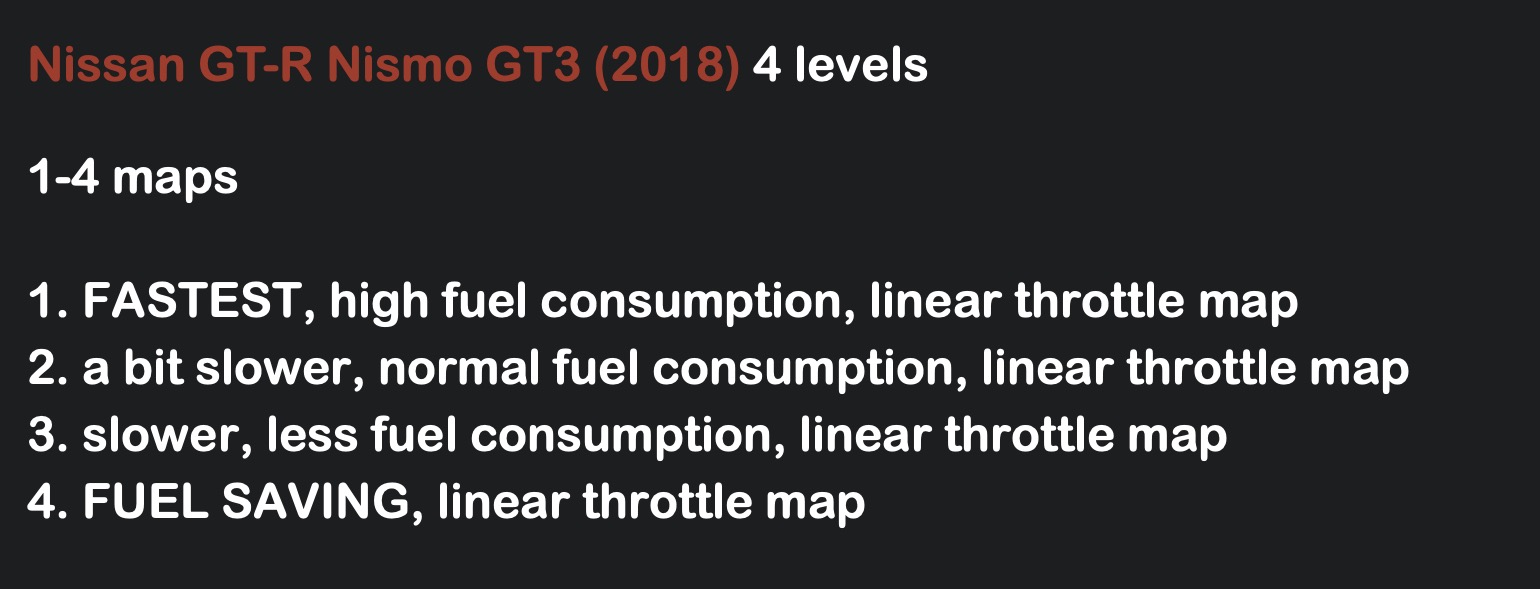 Nissan GT-R Nismo GT3 (2018) 4 levels
1-4 maps
1. FASTEST, high fuel consumption, linear throttle map
2. a bit slower, normal fuel consumption, linear throttle map
3. slower, less fuel consumption, linear throttle map
4. FUEL SAVING, linear throttle map